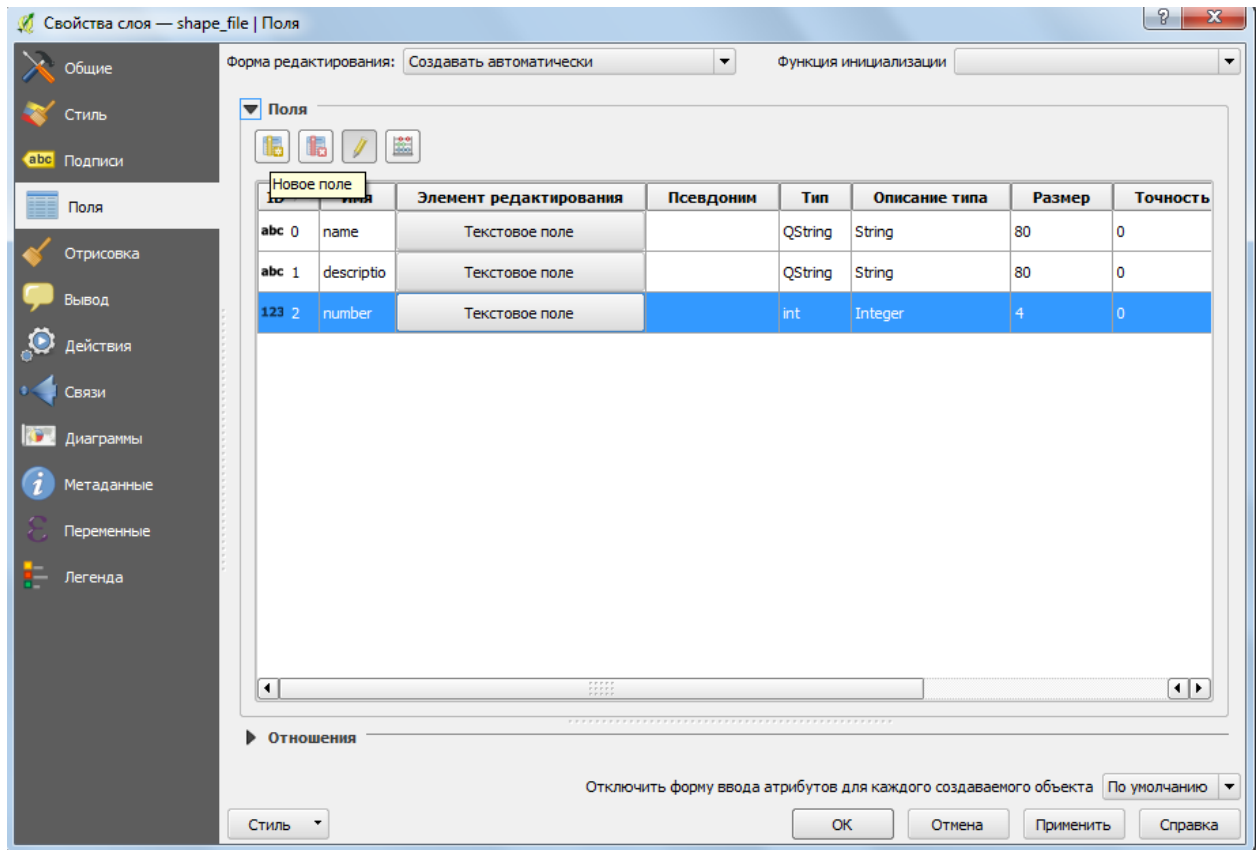 Свойства слоя — shape_file | Поля
?
X
Общие
Стиль
abc Подписи
Поля
Отрисовка
Вывод
Действия
Связи
Диаграммы
i Метаданные
Переменные
Легенда
Форма редактирования: Создавать автоматически Функция инициализации
Поля
Новое поле
ID Имя Элемент редактирования Псевдоним Тип Описание типа Размер Точность
abc 0 name Текстовое поле QString String 80 0
abc 1 descriptio Текстовое поле QString String 80 0
123 2 number Текстовое поле int Integer 4 0
Отношения
Отключить форму ввода атрибутов для каждого создаваемого объекта По умолчанию
Стиль OK Отмена Применить Справка